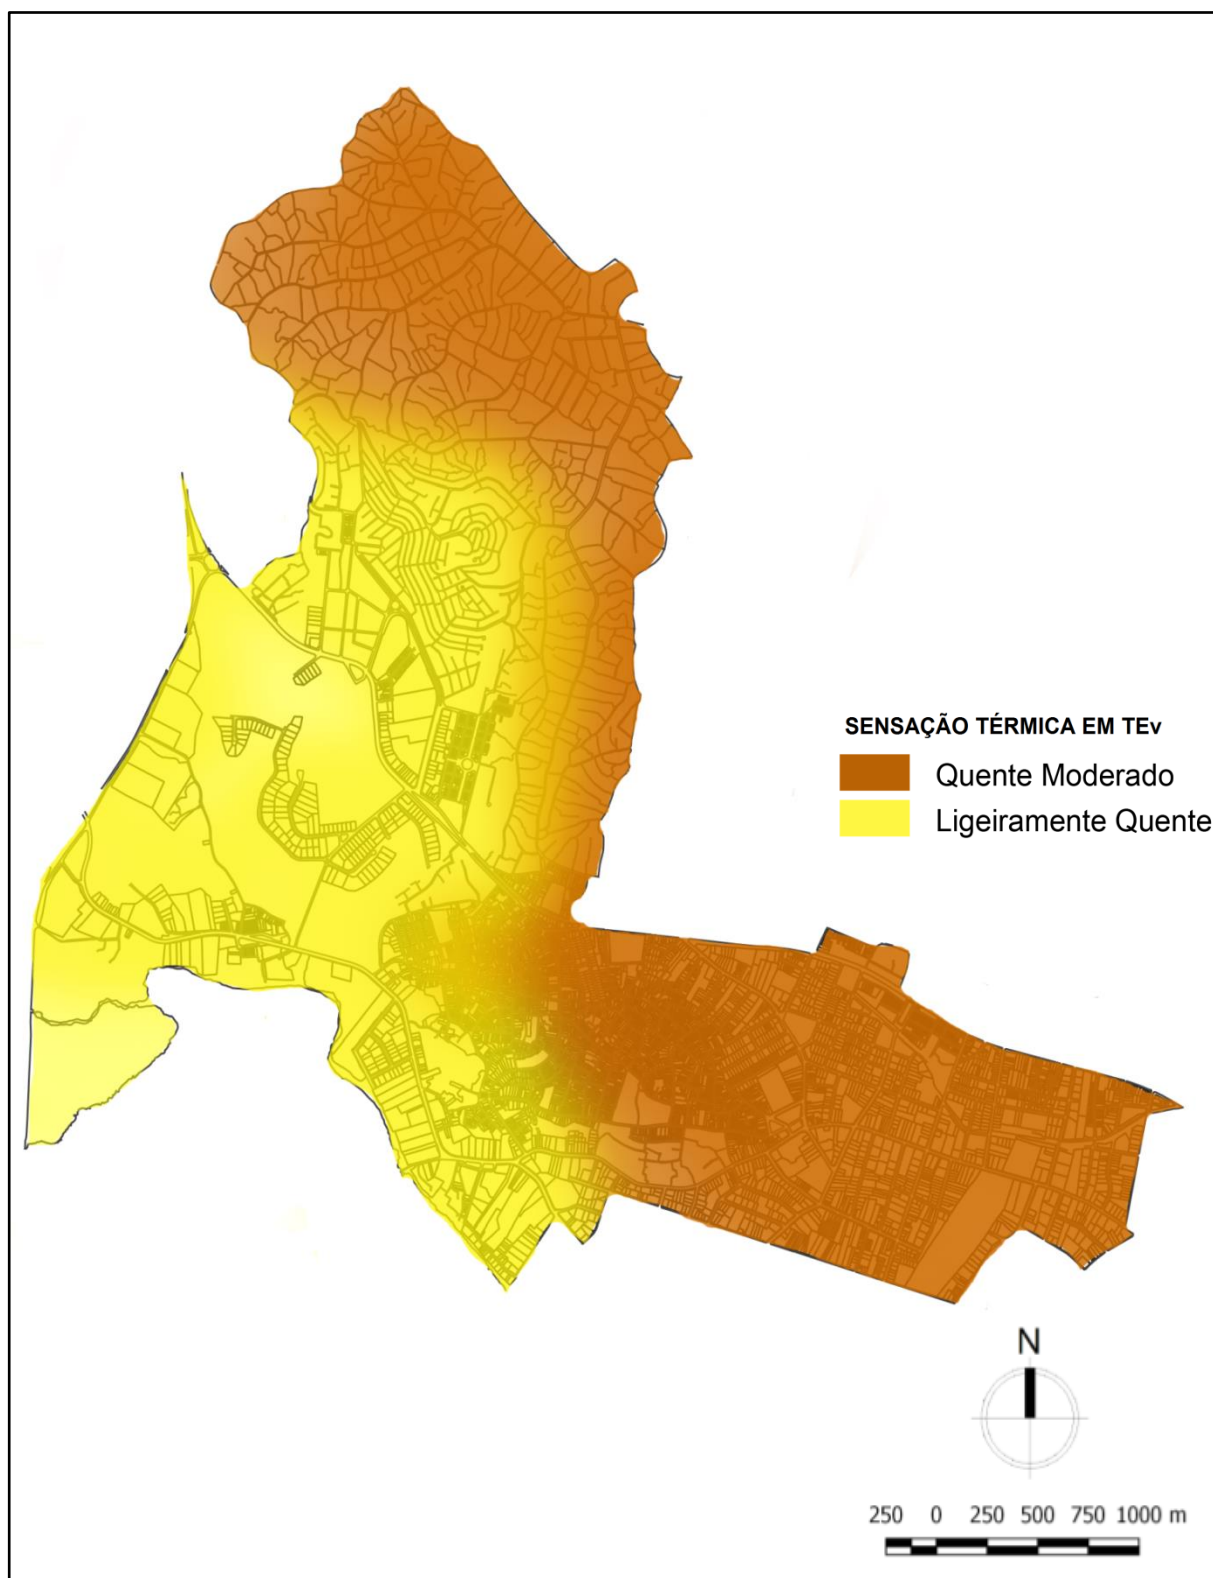 SENSAÇÃO TÉRMICA EM TEv
Quente Moderado
Ligeiramente Quente
N
250 0 250 500 750 1000 m